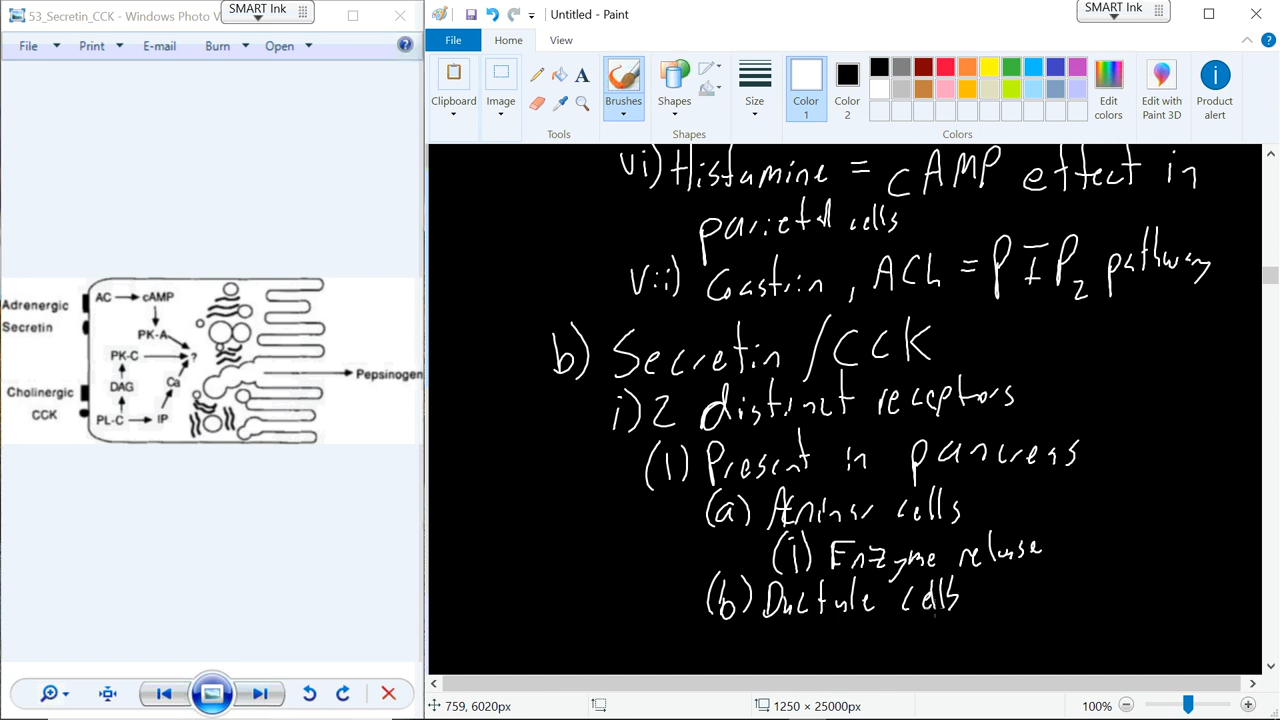 53_Secretin_CCK - Windows Photo V
SMART Ink
File Print E-mail Burn Open
Adrenergic
Secretin
Cholinergic
CCK
AC cAMP
PK-A
PK-C ?
DAG Ca
PL-C IP
Pepsinogen
Untitled - Paint
SMART Ink
File Home View
Clipboard
Image
Tools
Brushes
Shapes
Shapes
Size
Color 1
Color 2
Colors
Edit colors
Edit with Paint 3D
Product alert
vi) Histamine = cAMP effect in
parietal cells
vii) Gastrin, ACh = PIP2 pathway
b) Secretin/CCK
i) 2 distinct receptors
(1) Present in pancreas
(a) cells
(i) Enzyme release
(b) Ductule cells
759, 6020px
1250 × 25000px
100%